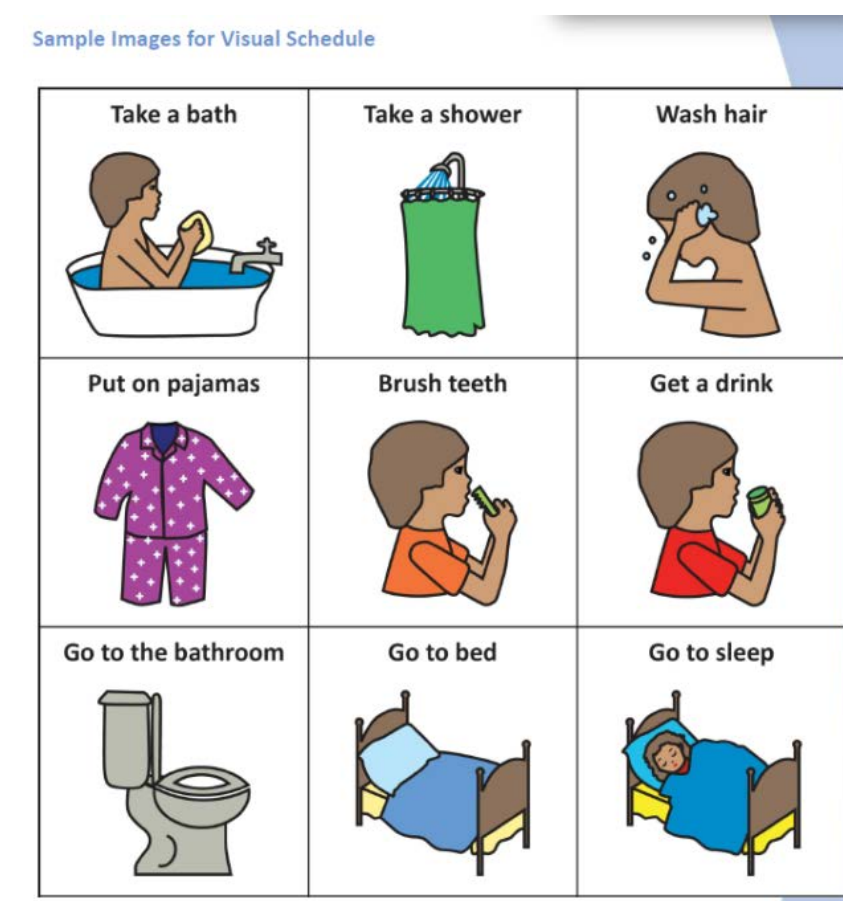 Sample Images for Visual Schedule
Take a bath
Take a shower
Wash hair
Put on pajamas
Brush teeth
Get a drink
Go to the bathroom
Go to bed
Go to sleep